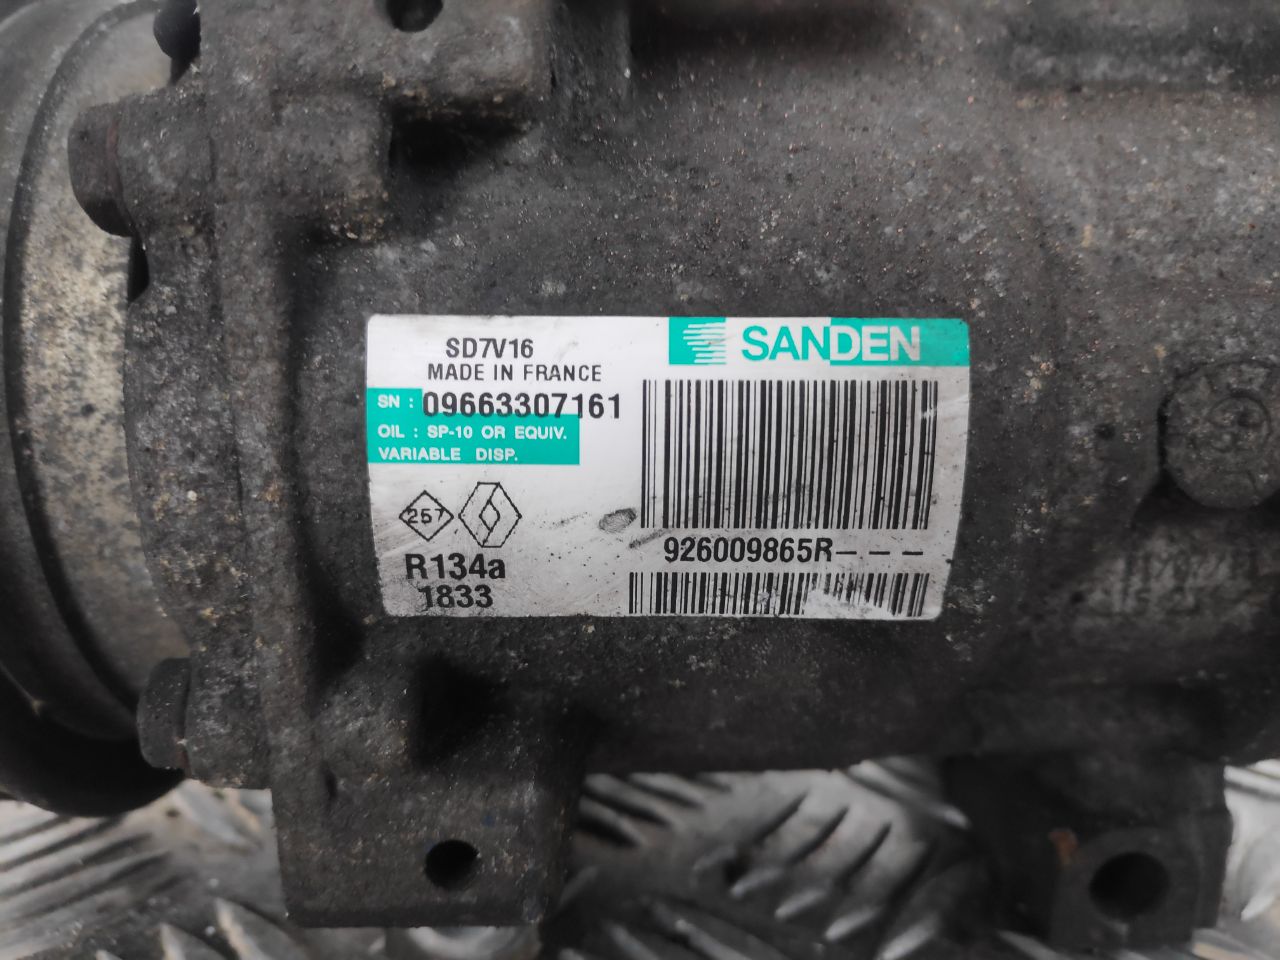 SD7V16
MADE IN FRANCE
SANDEN
SN : 09663307161
OIL : SP-10 OR EQUIV.
VARIABLE DISP.
257
R134a
1833
926009865R- - -